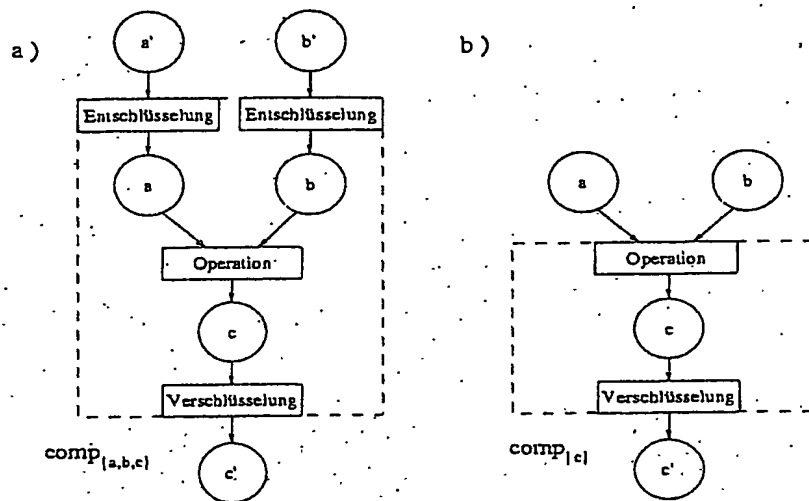 a)
a'
b'
Entschlüsselung
Entschlüsselung
a
b
Operation
c
Verschlüsselung
comp{a,b,c}
c'
b)
a
b
Operation
c
Verschlüsselung
comp{c}
c'